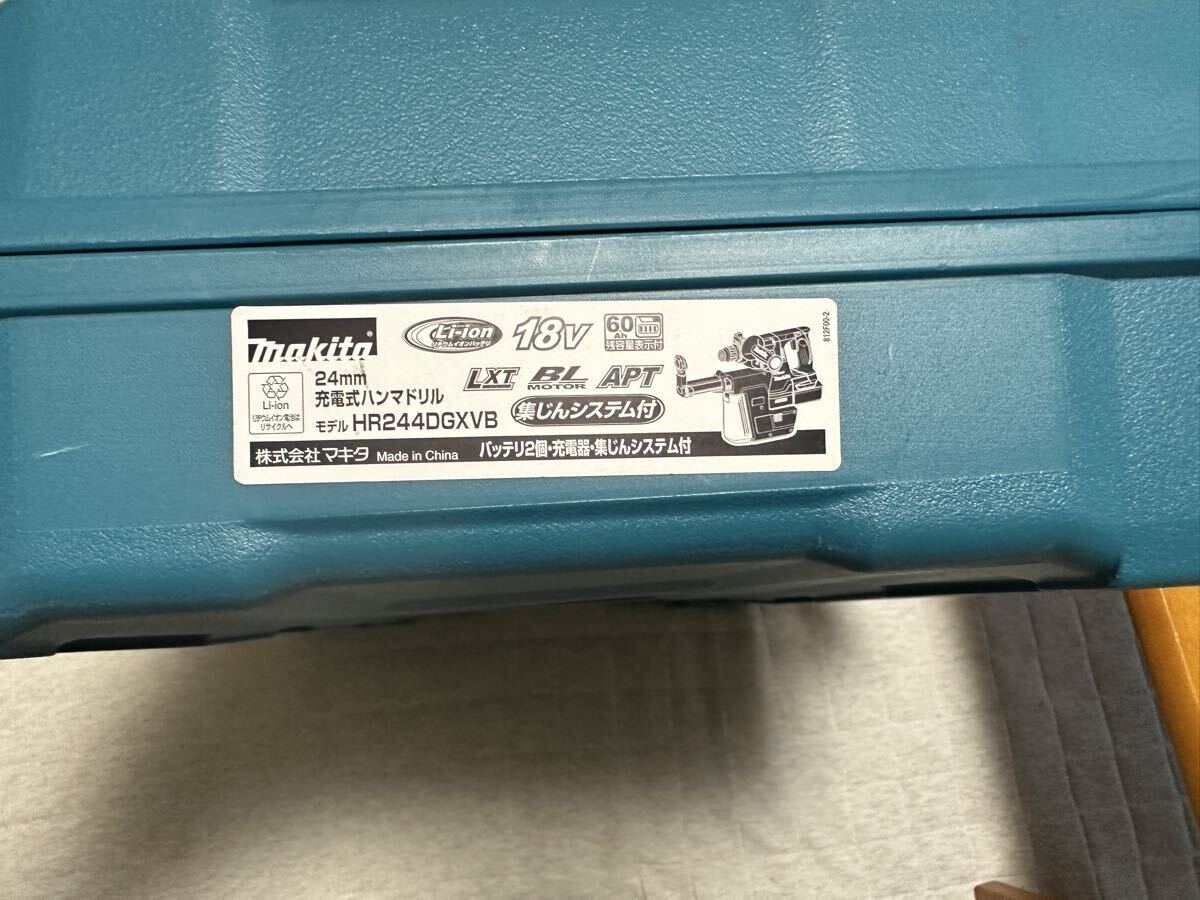 makita®
Li-ion
リチウムイオンバッテリ
18V
6.0 Ah
残容量表示付
LXT
BL MOTOR
APT
Li-ion
リチウムイオン電池は
リサイクルへ
24mm
充電式ハンマドリル
モデル HR244DGXVB
集じんシステム付
株式会社マキタ Made in China バッテリ2個・充電器・集じんシステム付
812F00-2